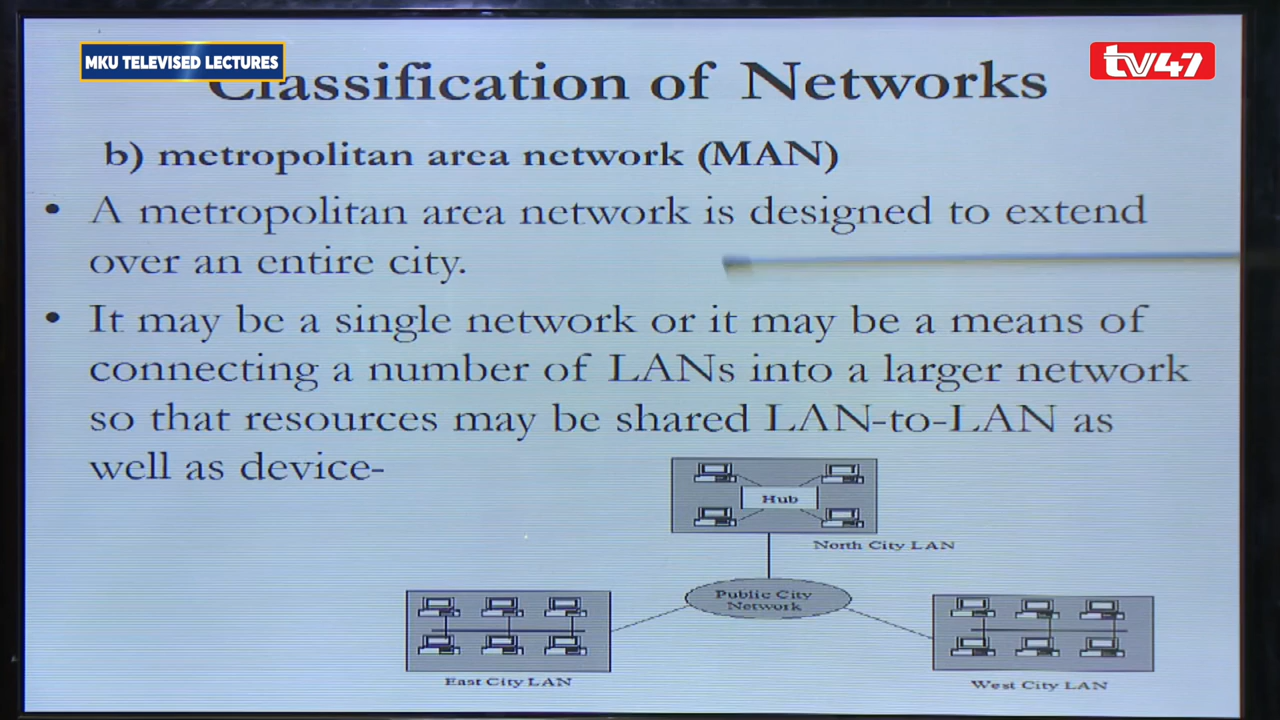 MKU TELEVISED LECTURES
tv47
Classification of Networks
b) metropolitan area network (MAN)
• A metropolitan area network is designed to extend
over an entire city.
• It may be a single network or it may be a means of
connecting a number of LANs into a larger network
so that resources may be shared LAN-to-LAN as
well as device-
Hub
North City LAN
Public City
Network
East City LAN
West City LAN